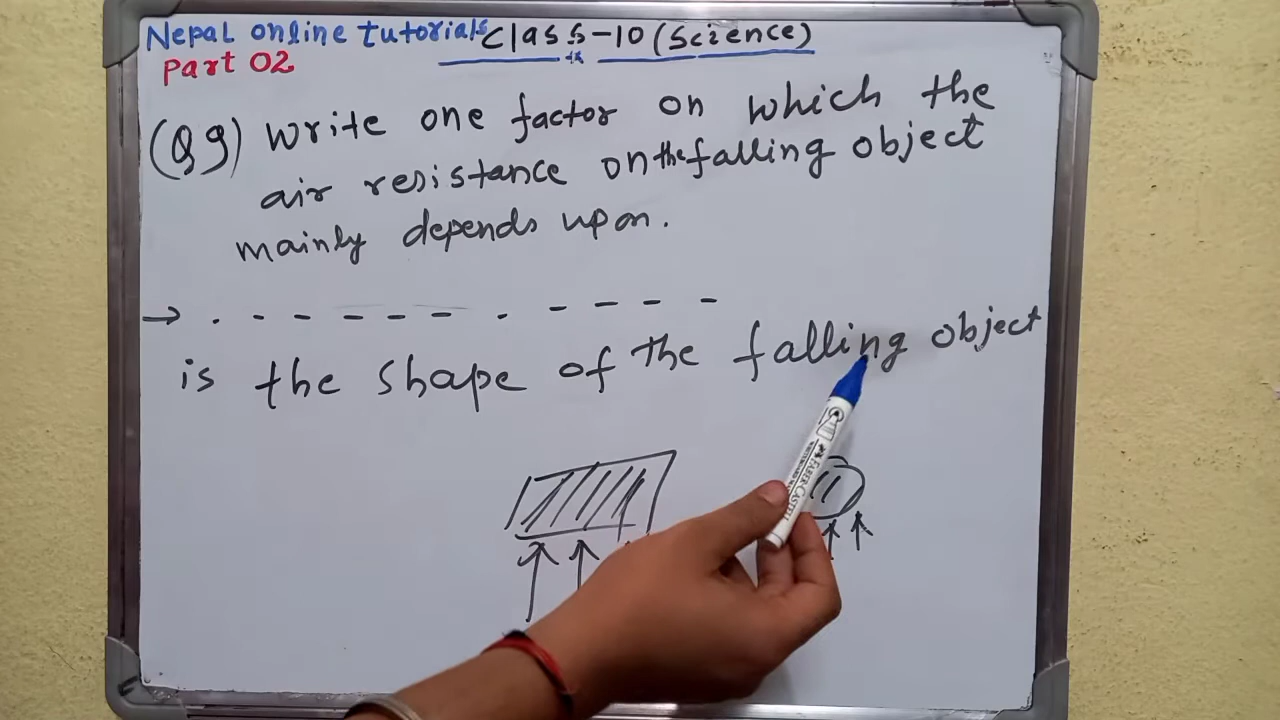 Nepal online tutorials Class-10 (Science)
Part 02
(Q9) Write one factor on which the
air resistance on the falling object
mainly depends upon.
→ . - - - - - - . - - - -
is the shape of the falling object